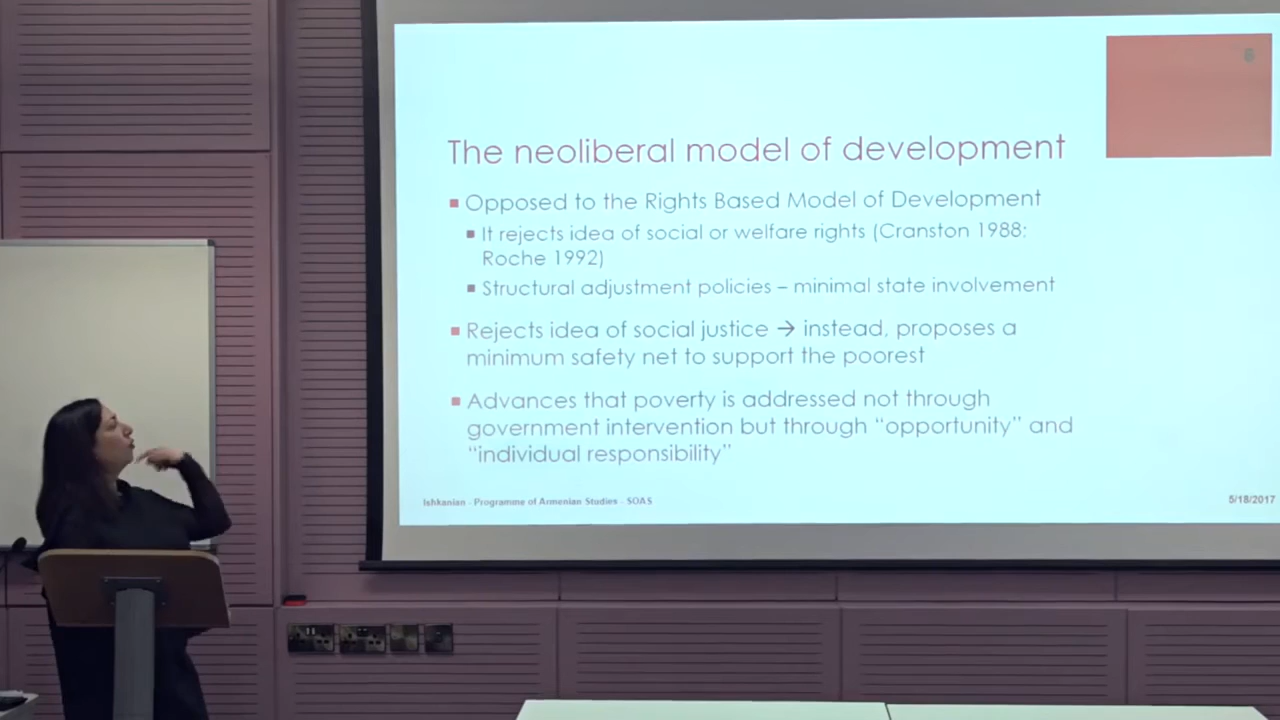 6
The neoliberal model of development
Opposed to the Rights Based Model of Development
It rejects idea of social or welfare rights (Cranston 1988;
Roche 1992)
Structural adjustment policies – minimal state involvement
Rejects idea of social justice → instead, proposes a
minimum safety net to support the poorest
Advances that poverty is addressed not through
government intervention but through “opportunity” and
“individual responsibility”
Ishkanian - Programme of Armenian Studies - SOAS
5/18/2017